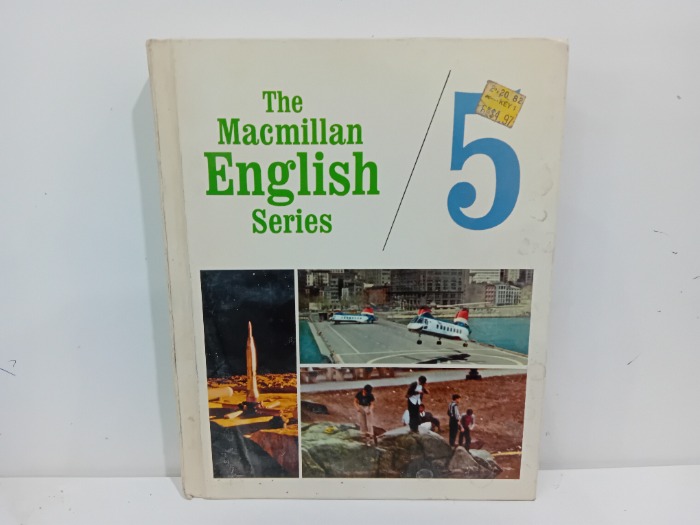 The
Macmillan
English
Series
5